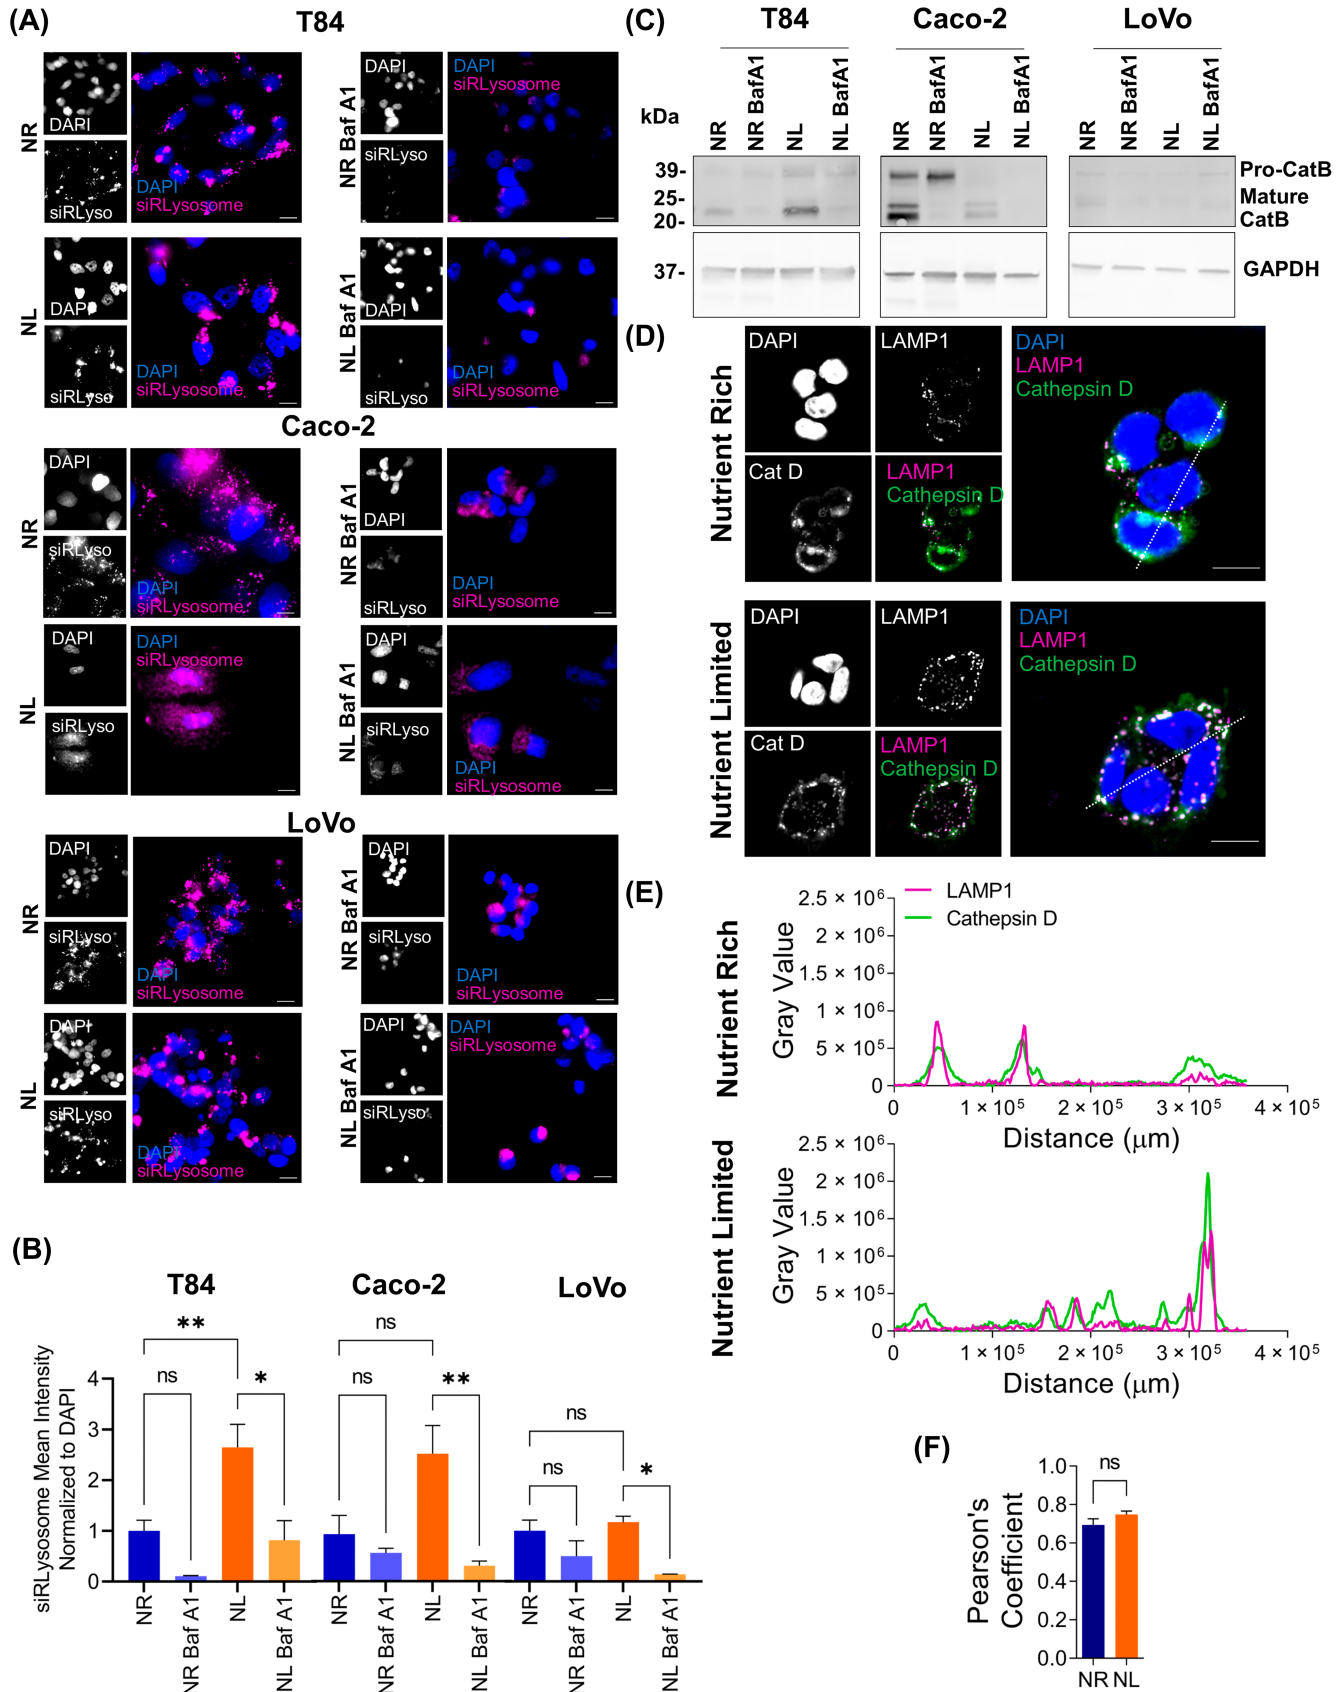 (A)
T84
NR
DAPI
siRLyso
DAPI
siRLysosome
NR Baf A1
DAPI
siRLyso
DAPI
siRLysosome
NL
DAPI
siRLyso
DAPI
siRLysosome
NL Baf A1
DAPI
siRLyso
DAPI
siRLysosome
Caco-2
NR
DAPI
siRLyso
DAPI
siRLysosome
NR Baf A1
DAPI
siRLyso
DAPI
siRLysosome
NL
DAPI
siRLyso
DAPI
siRLysosome
NL Baf A1
DAPI
siRLyso
DAPI
siRLysosome
LoVo
NR
DAPI
siRLyso
DAPI
siRLysosome
NR Baf A1
DAPI
siRLyso
DAPI
siRLysosome
NL
DAPI
siRLyso
DAPI
siRLysosome
NL Baf A1
DAPI
siRLyso
DAPI
siRLysosome
(B)
T84 Caco-2 LoVo
siRLysosome Mean Intensity
Normalized to DAPI
4
3
2
1
0
** ns * ns ns ** ns ns *
NR
NR Baf A1
NL
NL Baf A1
NR
NR Baf A1
NL
NL Baf A1
NR
NR Baf A1
NL
NL Baf A1
(C)
T84 Caco-2 LoVo
kDa
NR
NR BafA1
NL
NL BafA1
NR
NR BafA1
NL
NL BafA1
NR
NR BafA1
NL
NL BafA1
39-
25-
20-
Pro-CatB
Mature
CatB
37-
GAPDH
(D)
Nutrient Rich
DAPI
LAMP1
Cat D
LAMP1
Cathepsin D
DAPI
LAMP1
Cathepsin D
Nutrient Limited
DAPI
LAMP1
Cat D
LAMP1
Cathepsin D
DAPI
LAMP1
Cathepsin D
(E)
Nutrient Rich
Gray Value
2.5 × 10⁶
2 × 10⁶
1.5 × 10⁶
1 × 10⁶
5 × 10⁵
0
LAMP1
Cathepsin D
0 1 × 10⁵ 2 × 10⁵ 3 × 10⁵ 4 × 10⁵
Distance (μm)
Nutrient Limited
Gray Value
2.5 × 10⁶
2 × 10⁶
1.5 × 10⁶
1 × 10⁶
5 × 10⁵
0
0 1 × 10⁵ 2 × 10⁵ 3 × 10⁵ 4 × 10⁵
Distance (μm)
(F)
Pearson's
Coefficient
1.0
0.8
0.6
0.4
0.2
0.0
ns
NR NL